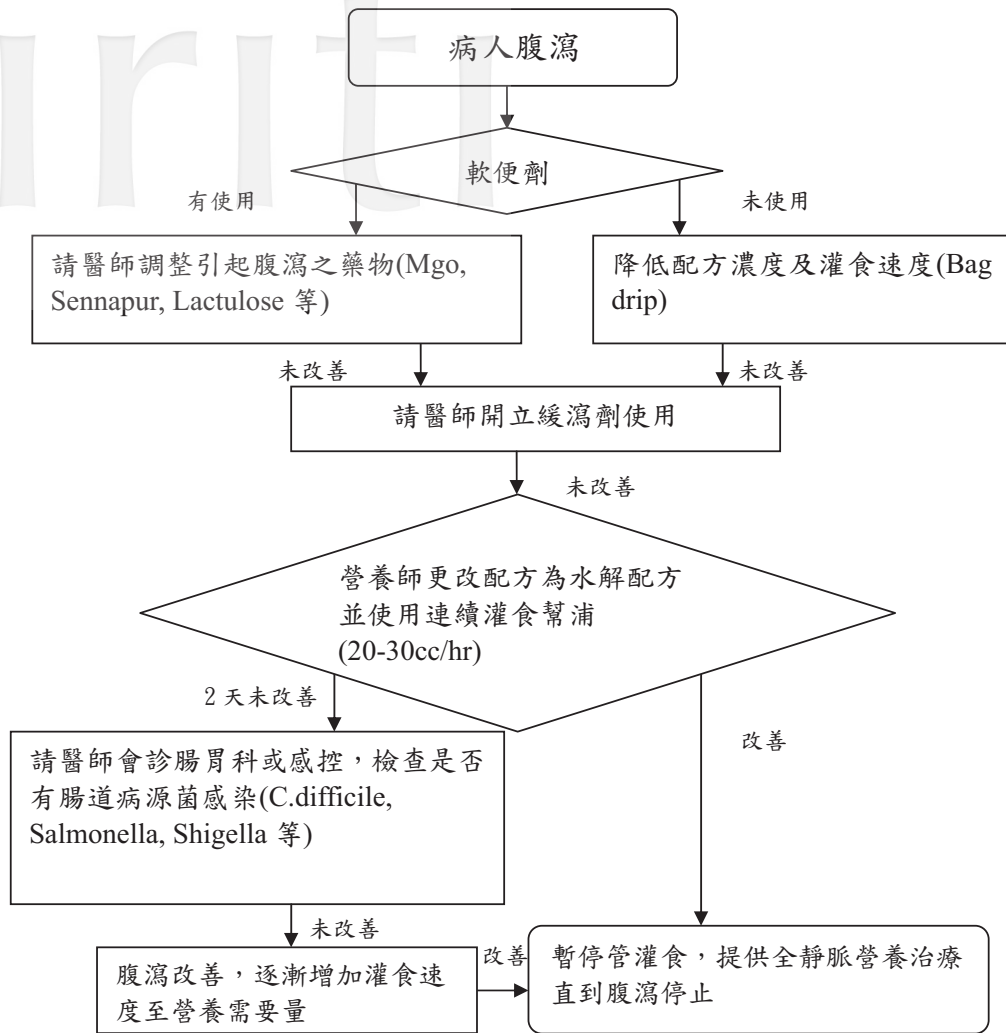 病人腹瀉
軟便劑
有使用
未使用
請醫師調整引起腹瀉之藥物(Mgo,
Sennapur, Lactulose 等)
降低配方濃度及灌食速度(Bag
drip)
未改善
未改善
請醫師開立緩瀉劑使用
未改善
營養師更改配方為水解配方
並使用連續灌食幫浦
(20-30cc/hr)
2 天未改善
改善
請醫師會診腸胃科或感控，檢查是否
有腸道病源菌感染(C.difficile,
Salmonella, Shigella 等)
未改善
腹瀉改善，逐漸增加灌食速
度至營養需要量
改善
暫停管灌食，提供全靜脈營養治療
直到腹瀉停止